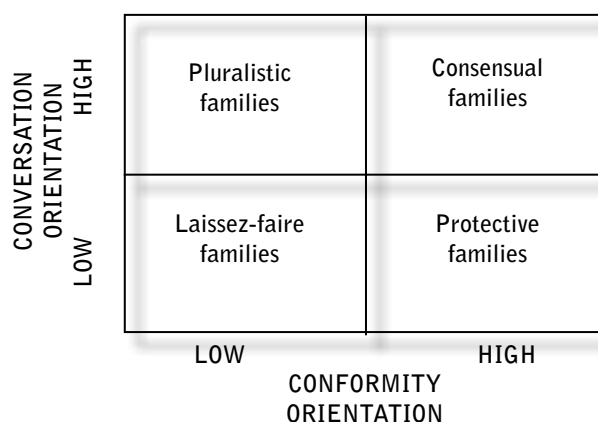 CONVERSATION
ORIENTATION
HIGH
LOW
Pluralistic
families
Consensual
families
Laissez-faire
families
Protective
families
LOW
HIGH
CONFORMITY
ORIENTATION